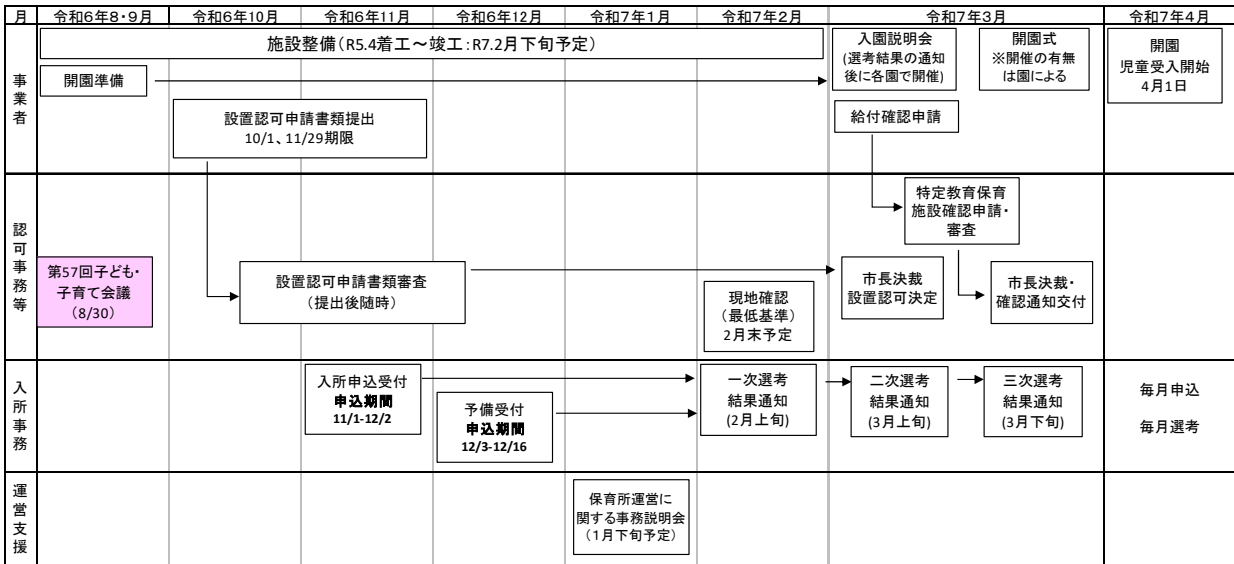 月
令和6年8・9月
令和6年10月
令和6年11月
令和6年12月
令和7年1月
令和7年2月
令和7年3月
令和7年4月
事業者
施設整備(R5.4着工～竣工:R7.2月下旬予定)
開園準備
設置認可申請書類提出
10/1、11/29期限
入園説明会
(選考結果の通知
後に各園で開催)
開園式
※開催の有無
は園による
開園
児童受入開始
4月1日
給付確認申請
認可事務等
第57回子ども・
子育て会議
(8/30)
設置認可申請書類審査
(提出後随時)
現地確認
(最低基準)
2月末予定
特定教育保育
施設確認申請・
審査
市長決裁
設置認可決定
市長決裁・
確認通知交付
入所事務
入所申込受付
申込期間
11/1-12/2
予備受付
申込期間
12/3-12/16
一次選考
結果通知
(2月上旬)
二次選考
結果通知
(3月上旬)
三次選考
結果通知
(3月下旬)
毎月申込
毎月選考
運営支援
保育所運営に
関する事務説明会
(1月下旬予定)